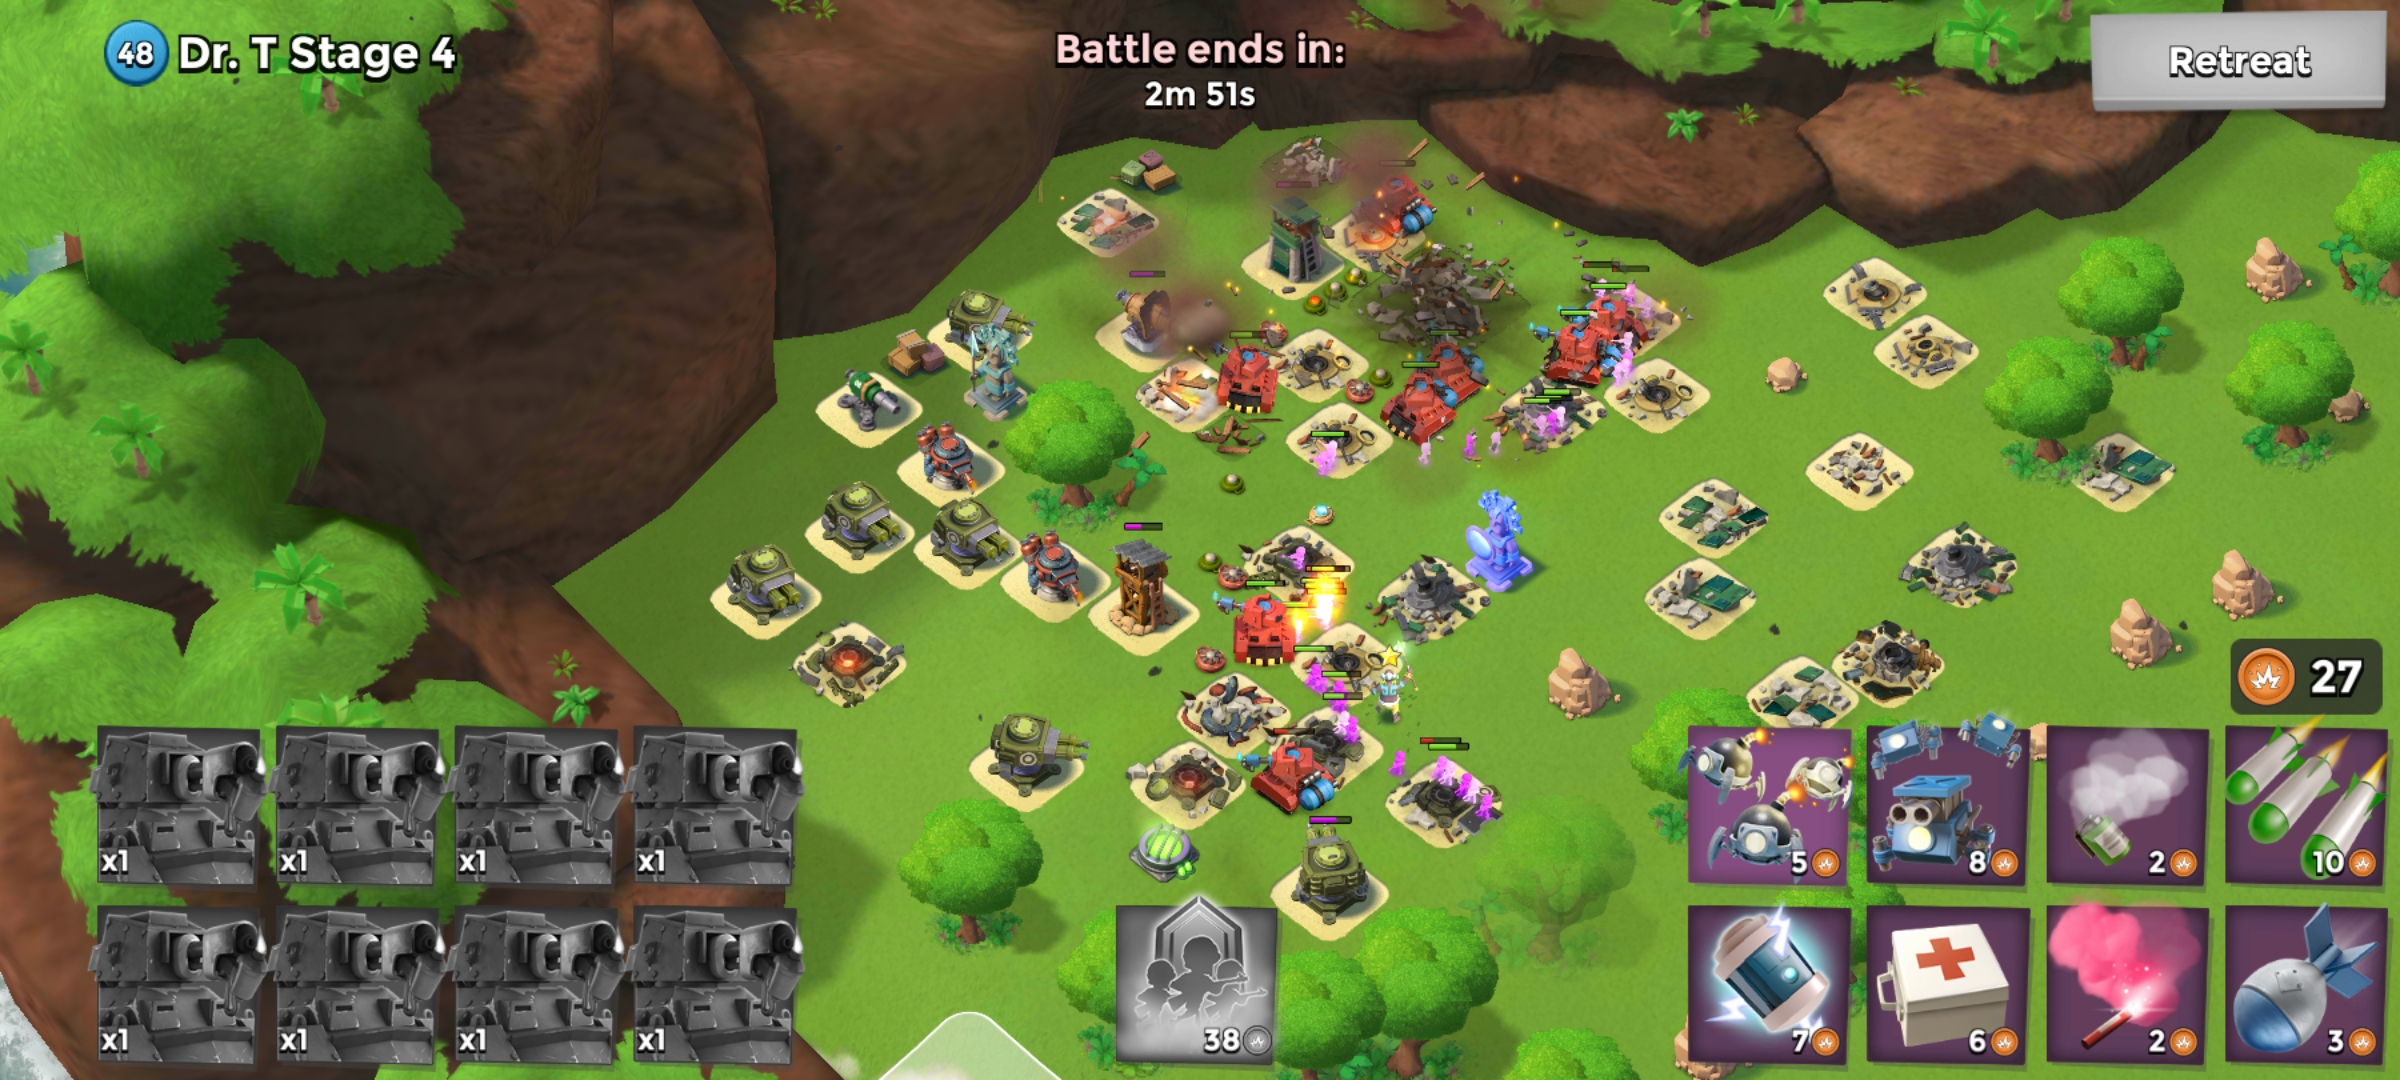 48 Dr. T Stage 4
Battle ends in:
2m 51s
Retreat
27
x1 x1 x1 x1
5 8 2 10
x1 x1 x1 x1
38
7 6 2 3